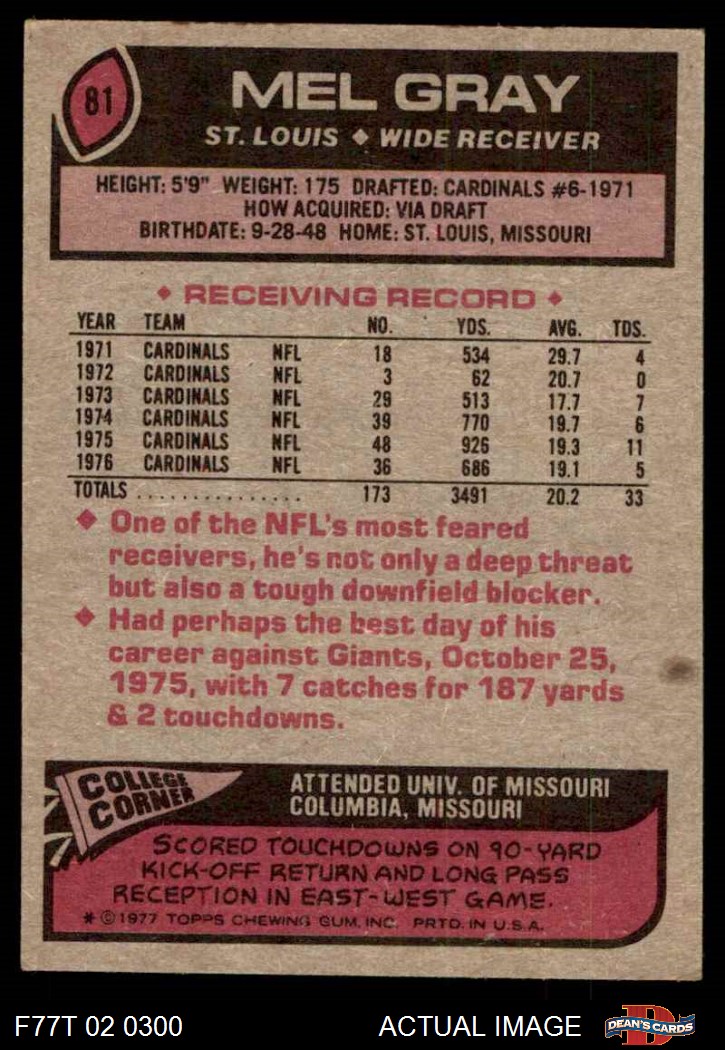 81
MEL GRAY
ST. LOUIS ◆ WIDE RECEIVER
HEIGHT: 5'9" WEIGHT: 175 DRAFTED: CARDINALS #6-1971
HOW ACQUIRED: VIA DRAFT
BIRTHDATE: 9-28-48 HOME: ST. LOUIS, MISSOURI
◆ RECEIVING RECORD ◆
YEAR TEAM NO. YDS. AVG. TDS.
1971 CARDINALS NFL 18 534 29.7 4
1972 CARDINALS NFL 3 62 20.7 0
1973 CARDINALS NFL 29 513 17.7 7
1974 CARDINALS NFL 39 770 19.7 6
1975 CARDINALS NFL 48 926 19.3 11
1976 CARDINALS NFL 36 686 19.1 5
TOTALS ................ 173 3491 20.2 33
◆ One of the NFL's most feared
receivers, he's not only a deep threat
but also a tough downfield blocker.
◆ Had perhaps the best day of his
career against Giants, October 25,
1975, with 7 catches for 187 yards
& 2 touchdowns.
COLLEGE
CORNER
ATTENDED UNIV. OF MISSOURI
COLUMBIA, MISSOURI
SCORED TOUCHDOWNS ON 90-YARD
KICK-OFF RETURN AND LONG PASS
RECEPTION IN EAST-WEST GAME.
* ©1977 TOPPS CHEWING GUM, INC. PRTD. IN U.S.A.
F77T 02 0300
ACTUAL IMAGE
D
DEAN'S CARDS